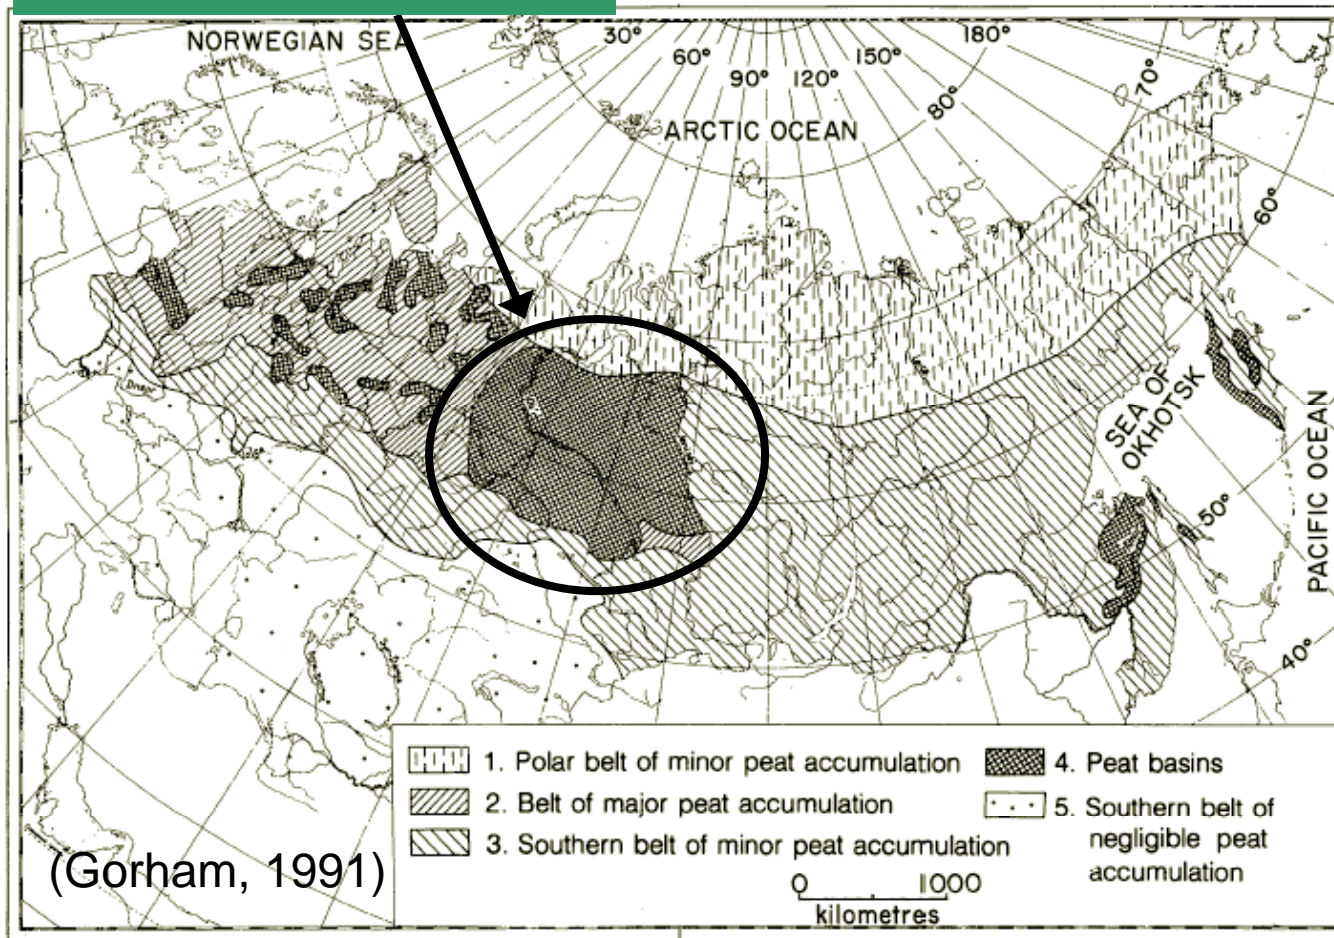 NORWEGIAN SEA
30°
60°
90°
120°
150°
180°
70°
80°
60°
ARCTIC OCEAN
SEA OF
OKHOTSK
50°
PACIFIC OCEAN
40°
1. Polar belt of minor peat accumulation
2. Belt of major peat accumulation
3. Southern belt of minor peat accumulation
4. Peat basins
5. Southern belt of
negligible peat
accumulation
0 1000
kilometres
(Gorham, 1991)